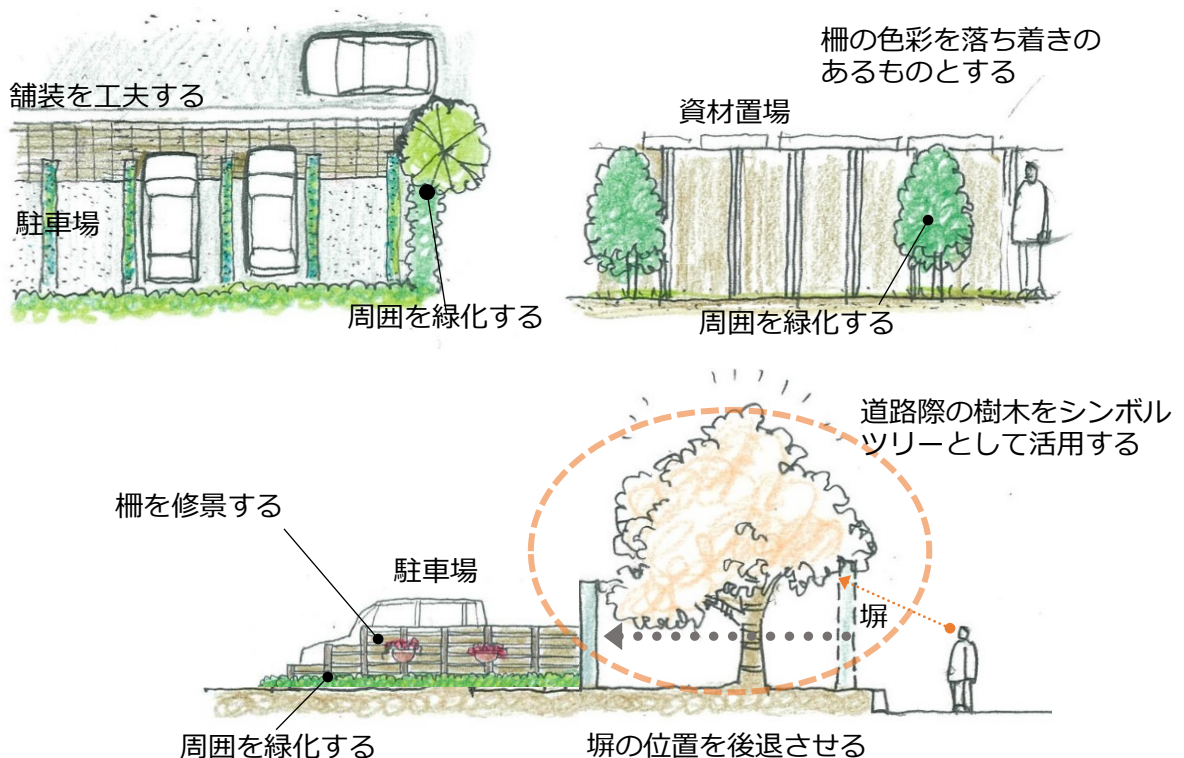 舗装を工夫する
駐車場
周囲を緑化する
柵の色彩を落ち着きの
あるものとする
資材置場
周囲を緑化する
道路際の樹木をシンボル
ツリーとして活用する
柵を修景する
駐車場
塀
周囲を緑化する
塀の位置を後退させる